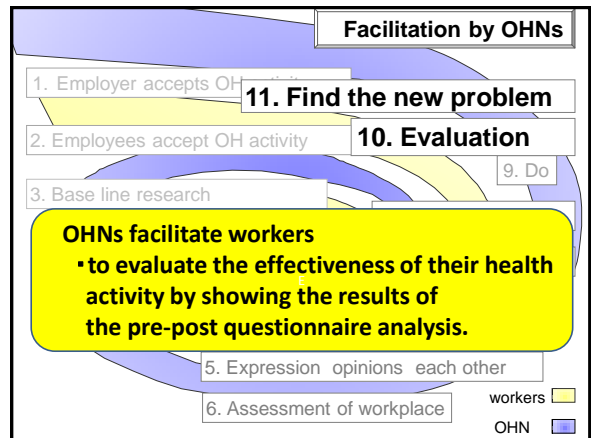 Facilitation by OHNs
1. Employer accepts OH
11. Find the new problem
2. Employees accept OH activity
10. Evaluation
9. Do
3. Base line research
OHNs facilitate workers
▪to evaluate the effectiveness of their health
activity by showing the results of
the pre-post questionnaire analysis.
5. Expression opinions each other
6. Assessment of workplace
workers
OHN